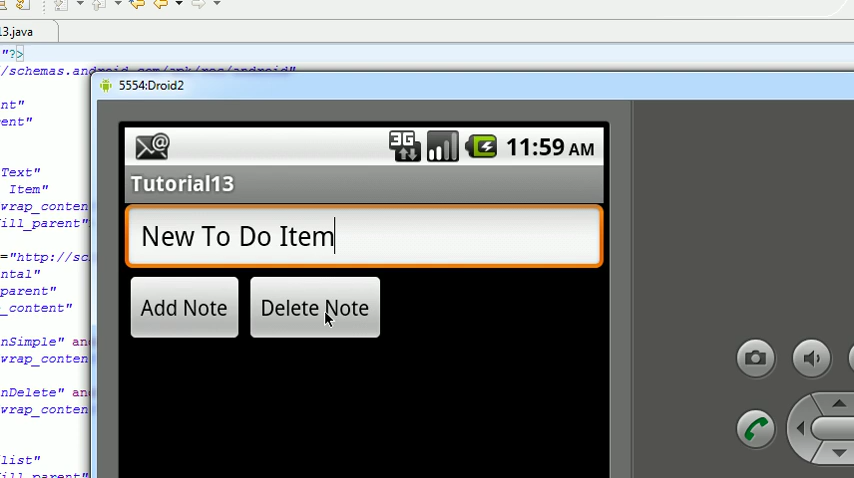 13.java
"?>
/schemas.android.com/apk/res/android"
5554:Droid2
nt"
ent"
3G
11:59 AM
Tutorial13
Text"
Item"
wrap_conten
ill_parent"
New To Do Item
="http://sc
ntal"
parent"
_content"
Add Note
Delete Note
nSimple" an
wrap_conten
nDelete" an
wrap_conten
list"